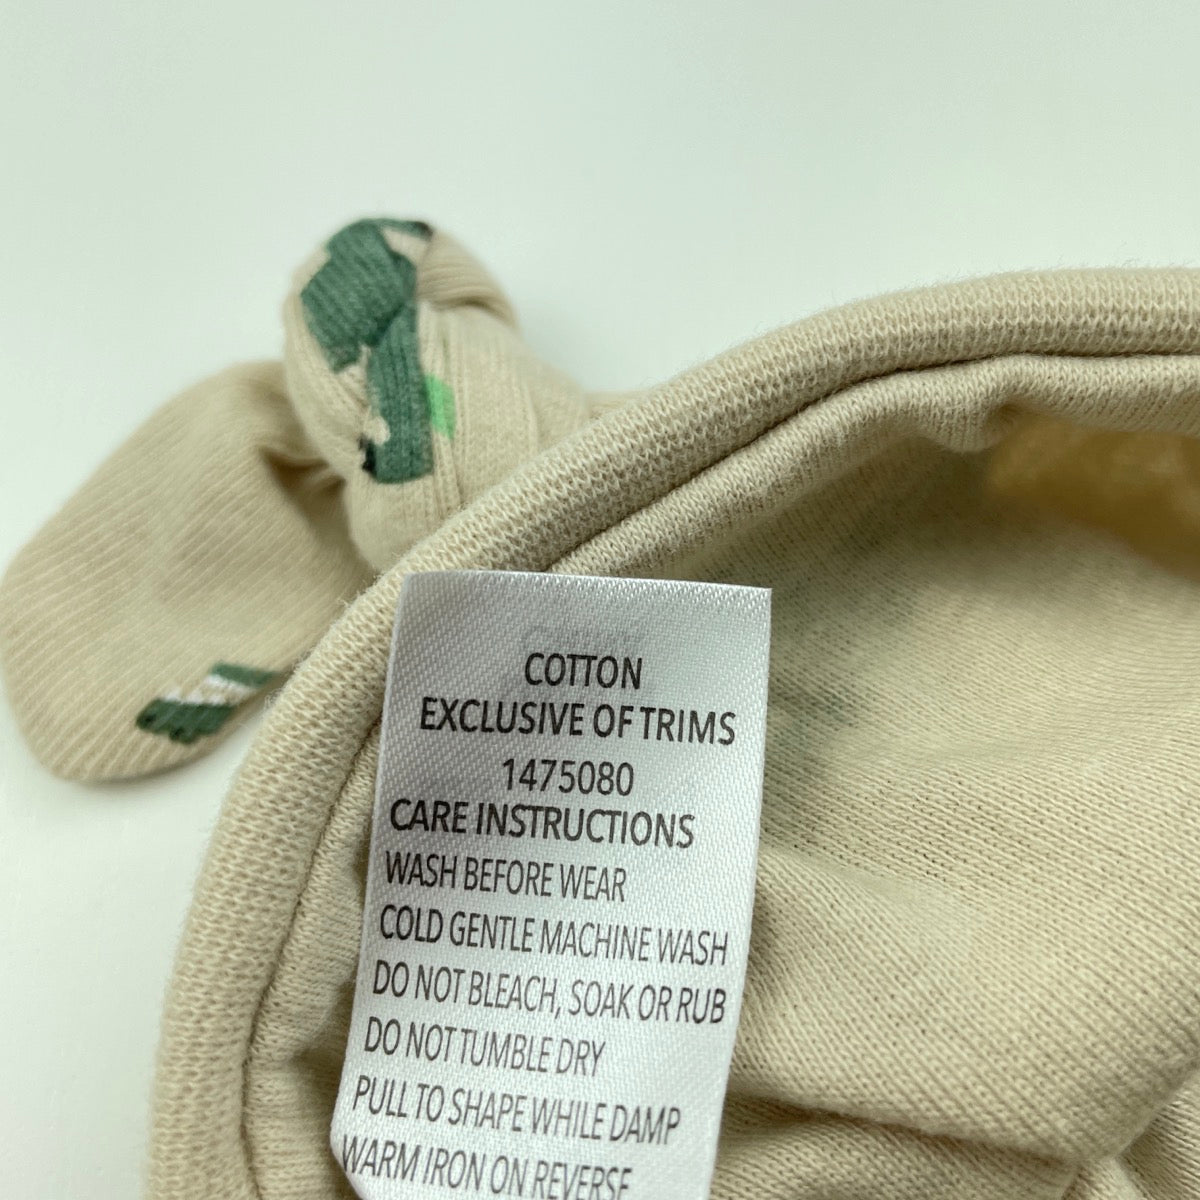 COTTON
EXCLUSIVE OF TRIMS
1475080
CARE INSTRUCTIONS
WASH BEFORE WEAR
COLD GENTLE MACHINE WASH
DO NOT BLEACH, SOAK OR RUB
DO NOT TUMBLE DRY
PULL TO SHAPE WHILE DAMP
WARM IRON ON REVERSE